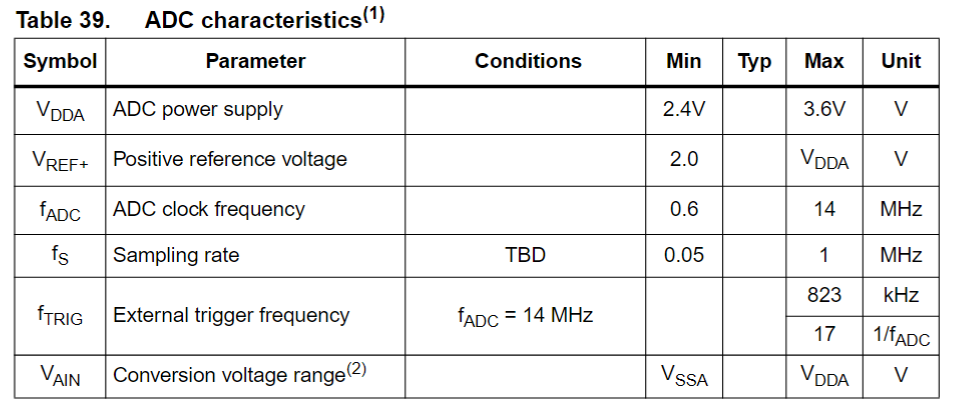 Table 39. ADC characteristics(1)
Symbol Parameter Conditions Min Typ Max Unit
VDDA ADC power supply 2.4V 3.6V V
VREF+ Positive reference voltage 2.0 VDDA V
fADC ADC clock frequency 0.6 14 MHz
fS Sampling rate TBD 0.05 1 MHz
fTRIG External trigger frequency fADC = 14 MHz 823 kHz
17 1/fADC
VAIN Conversion voltage range(2) VSSA VDDA V